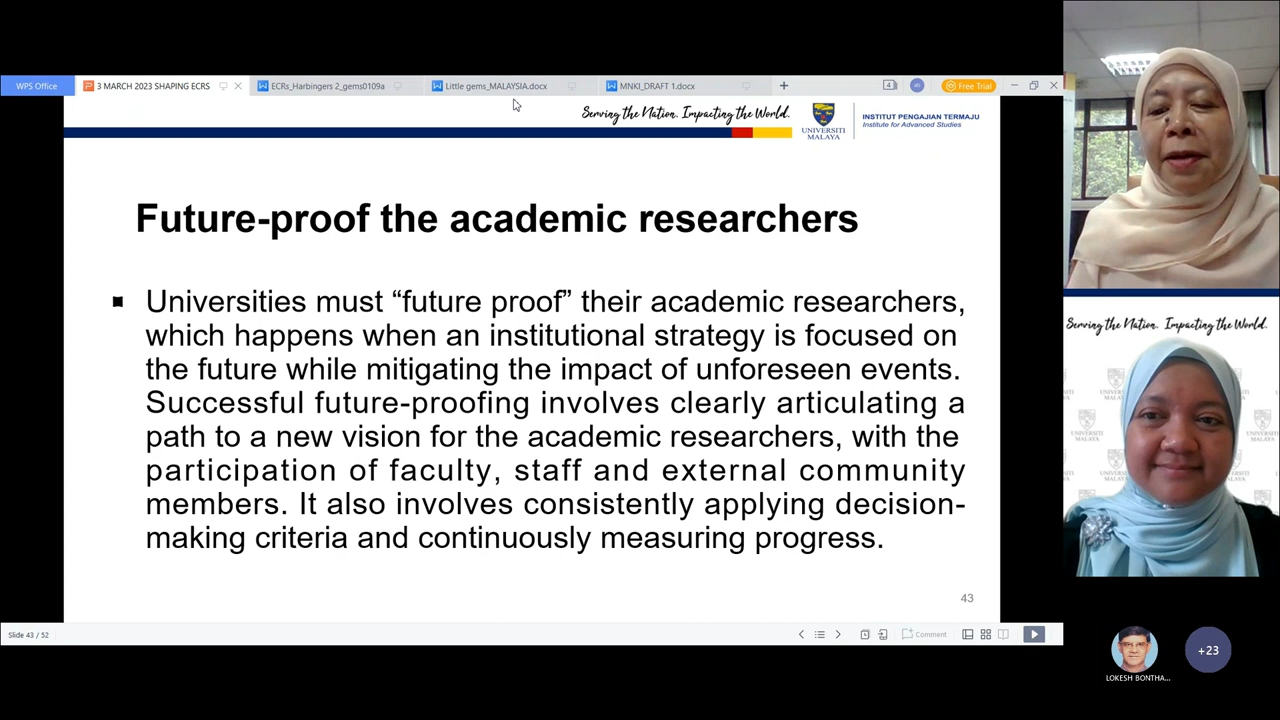 WPS Office
3 MARCH 2023 SHAPING ECRS
ECRs_Harbingers 2_gems0109a
Little gems_MALAYSIA.docx
MNKI_DRAFT 1.docx
Free Trial
Serving the Nation. Impacting the World.
UNIVERSITI
MALAYA
INSTITUT PENGAJIAN TERMAJU
Institute for Advanced Studies
Future-proof the academic researchers
Universities must “future proof” their academic researchers,
which happens when an institutional strategy is focused on
the future while mitigating the impact of unforeseen events.
Successful future-proofing involves clearly articulating a
path to a new vision for the academic researchers, with the
participation of faculty, staff and external community
members. It also involves consistently applying decision-
making criteria and continuously measuring progress.
43
Slide 43 / 52
Comment
Serving the Nation. Impacting the World.
UNIVERSITI
MALAYA
LOKESH BONTHA...
+23